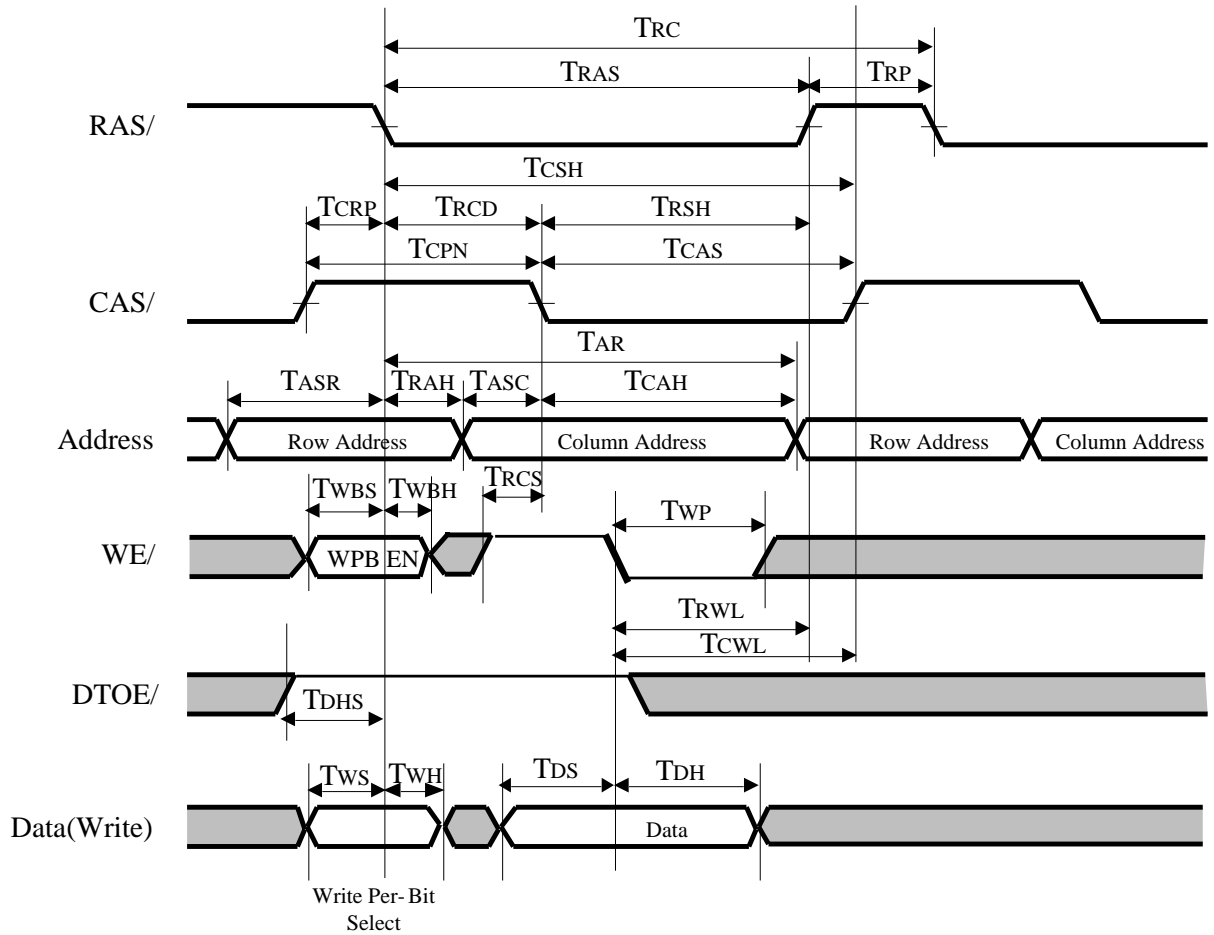 TRC
TRAS
TRP
RAS/
TCSH
TCRP
TRCD
TRSH
TCPN
TCAS
CAS/
TAR
TASR
TRAH
TASC
TCAH
Address
Row Address
Column Address
Row Address
Column Address
TRCS
TWBS
TWBH
TWP
WE/
WPB EN
TRWL
TCWL
DTOE/
TDHS
TWS
TWH
TDS
TDH
Data(Write)
Data
Write Per-Bit
Select